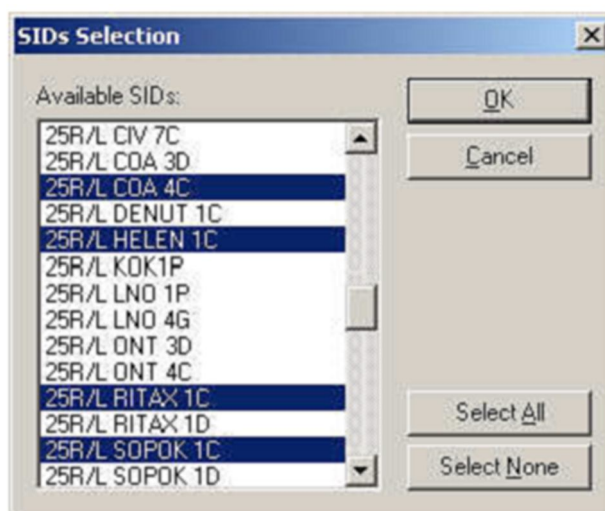 SIDs Selection
Available SIDs:
25R/L CIV 7C
25R/L COA 3D
25R/L COA 4C
25R/L DENUT 1C
25R/L HELEN 1C
25R/L KOK1P
25R/L LNO 1P
25R/L LNO 4G
25R/L ONT 3D
25R/L ONT 4C
25R/L RITAX 1C
25R/L RITAX 1D
25R/L SOPOK 1C
25R/L SOPOK 1D
OK
Cancel
Select All
Select None